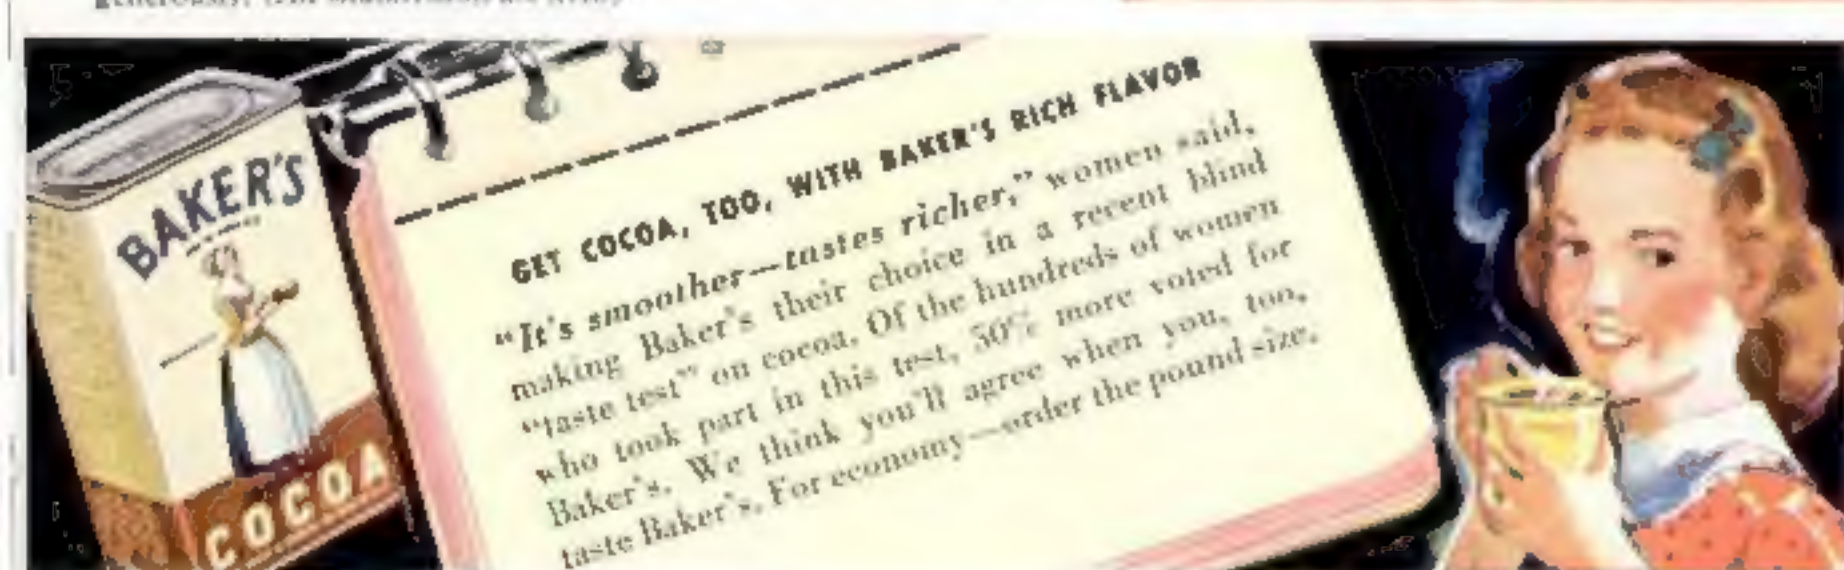 BAKER'S
COCOA
GET COCOA, TOO, WITH BAKER'S RICH FLAVOR
"It's smoother—tastes richer," women said,
making Baker's their choice in a recent blind
"taste test" on cocoa. Of the hundreds of women
who took part in this test, 50% more voted for
Baker's. We think you'll agree when you, too,
taste Baker's. For economy—order the pound size.